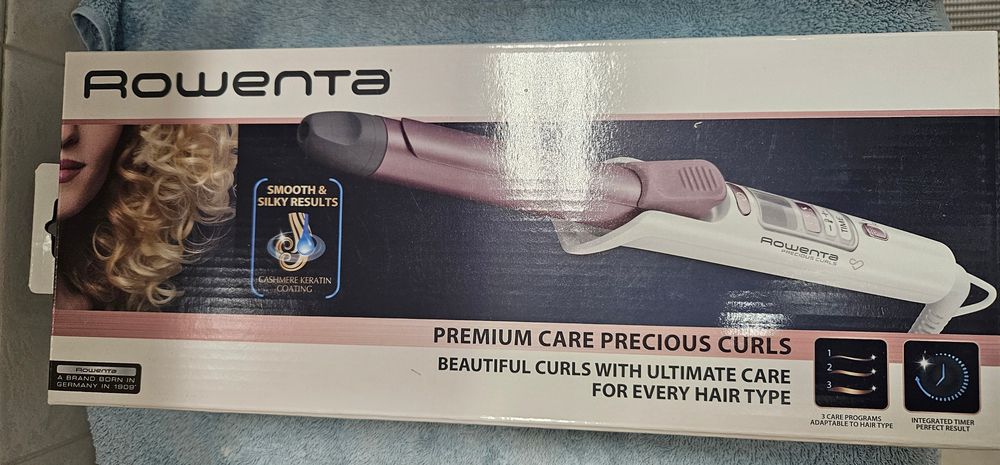 ROWENTA
SMOOTH &
SILKY RESULTS
CASHMERE KERATIN
COATING
ROWENTA
PRECIOUS CURLS
TIMER
PREMIUM CARE PRECIOUS CURLS
BEAUTIFUL CURLS WITH ULTIMATE CARE
FOR EVERY HAIR TYPE
ROWENTA
A BRAND BORN IN
GERMANY IN 1909*
1
2
3
3 CARE PROGRAMS
ADAPTABLE TO HAIR TYPE
INTEGRATED TIMER
PERFECT RESULT